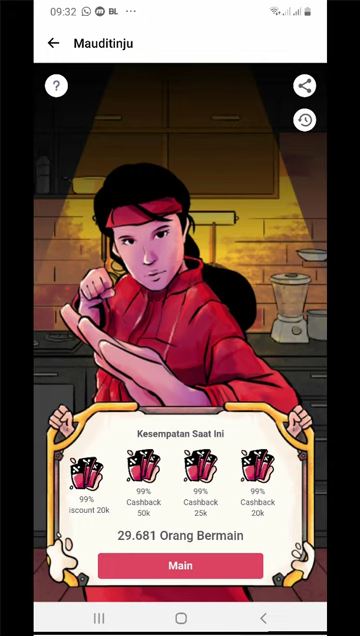 09:32 BL
Mauditinju
?
Kesempatan Saat Ini
99%
iscount 20k
99%
Cashback
50k
99%
Cashback
25k
99%
Cashback
20k
29.681 Orang Bermain
Main